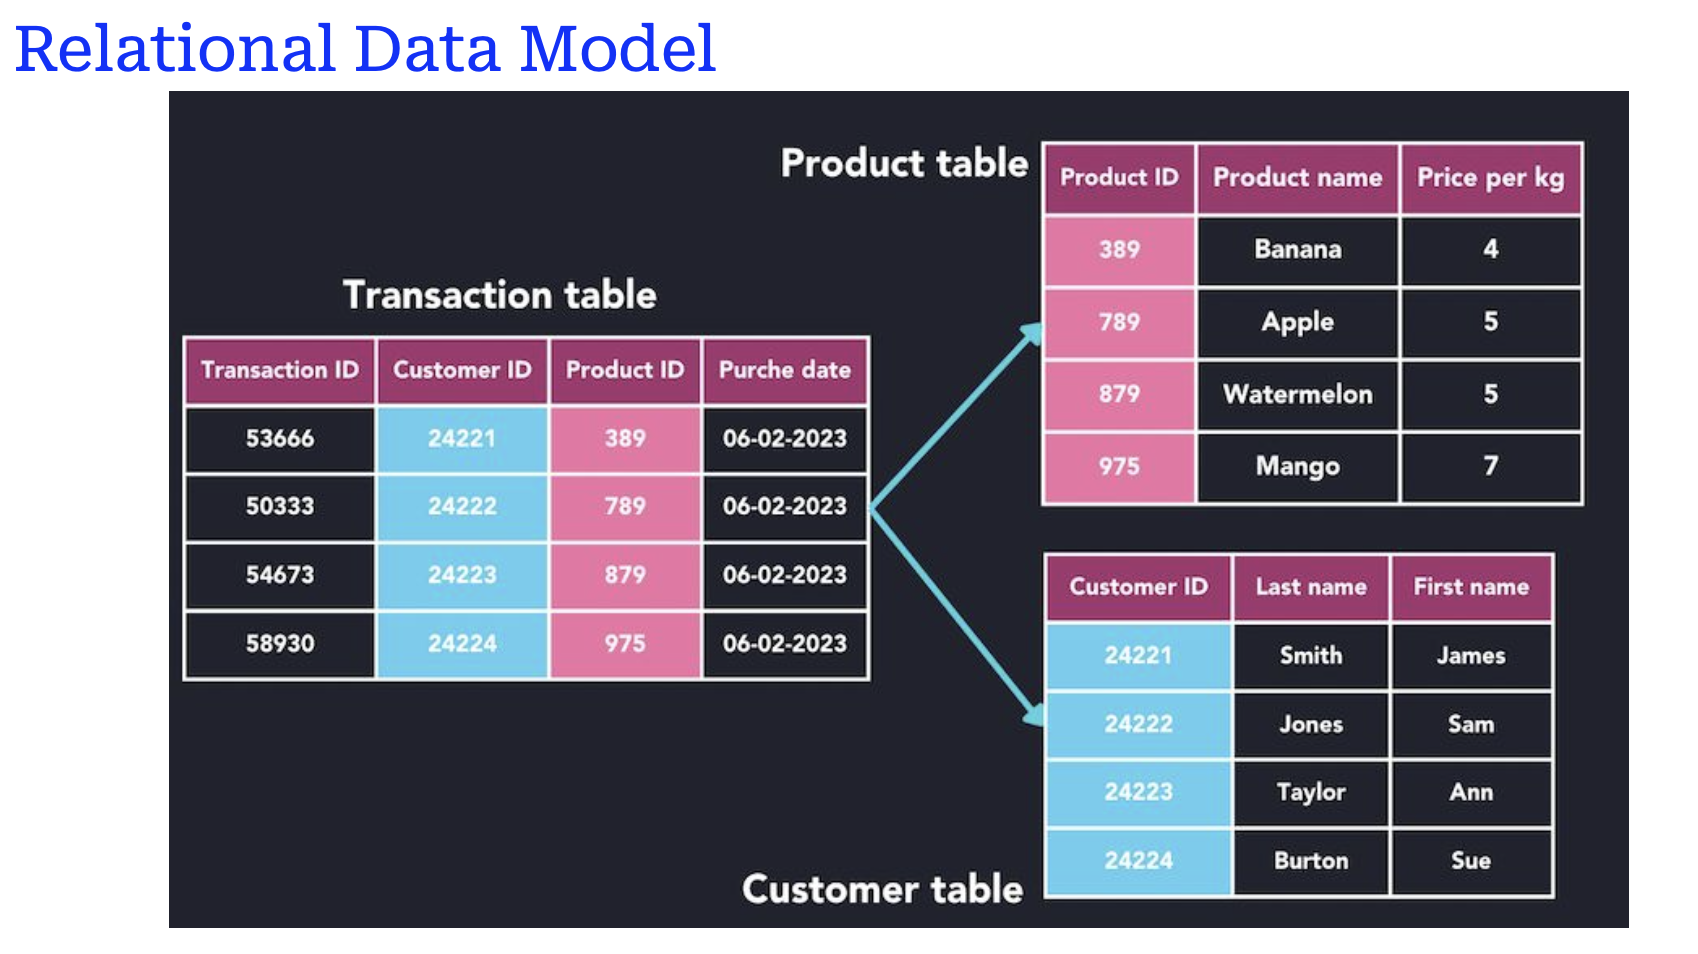 Relational Data Model
Product table
Product ID Product name Price per kg
389 Banana 4
789 Apple 5
879 Watermelon 5
975 Mango 7
Transaction table
Transaction ID Customer ID Product ID Purche date
53666 24221 389 06-02-2023
50333 24222 789 06-02-2023
54673 24223 879 06-02-2023
58930 24224 975 06-02-2023
Customer ID Last name First name
24221 Smith James
24222 Jones Sam
24223 Taylor Ann
24224 Burton Sue
Customer table